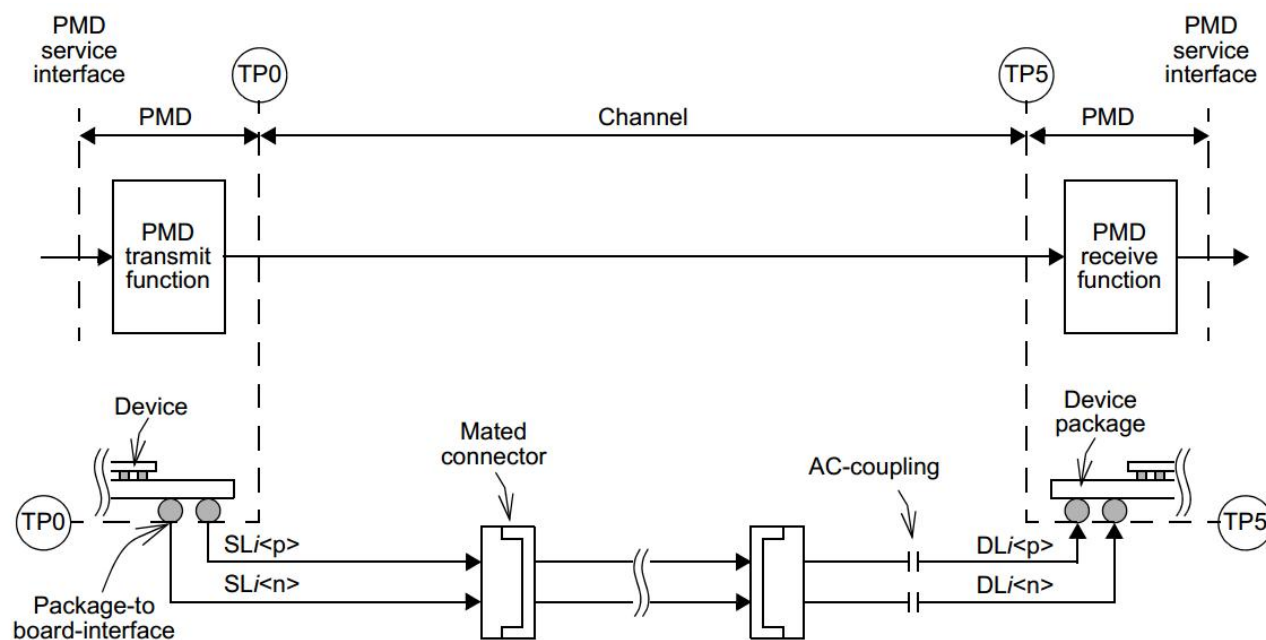 PMD
service
interface
TP0
TP5
PMD
service
interface
PMD
Channel
PMD
PMD
transmit
function
PMD
receive
function
Device
Mated
connector
AC-coupling
Device
package
TP0
TP5
SLi<p>
DLi<p>
SLi<n>
DLi<n>
Package-to
board-interface